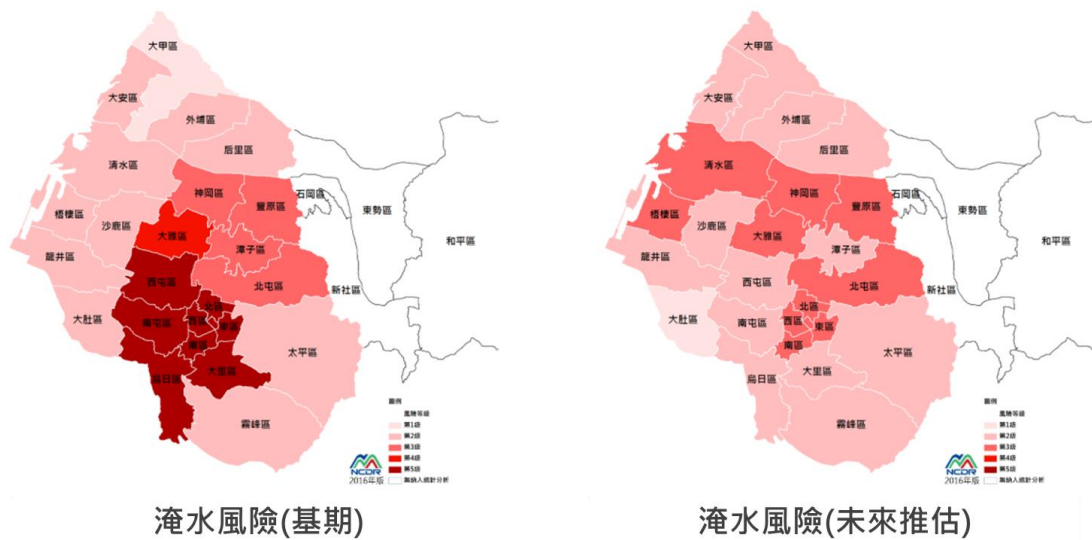 大甲區
大安區
外埔區
后里區
清水區
神岡區
豐原區
石岡區
東勢區
和平區
梧棲區
沙鹿區
大雅區
潭子區
龍井區
西屯區
北屯區
新社區
大肚區
南屯區
北區
西區
東區
南區
太平區
烏日區
大里區
霧峰區
圖例
風險等級
第1級
第2級
第3級
第4級
第5級
無納入統計分析
NCDR
2016年版
淹水風險(基期)
大甲區
大安區
外埔區
后里區
清水區
神岡區
豐原區
石岡區
東勢區
和平區
梧棲區
沙鹿區
大雅區
潭子區
龍井區
西屯區
北屯區
新社區
大肚區
南屯區
北區
西區
東區
南區
太平區
烏日區
大里區
霧峰區
圖例
風險等級
第1級
第2級
第3級
第4級
第5級
無納入統計分析
NCDR
2016年版
淹水風險(未來推估)